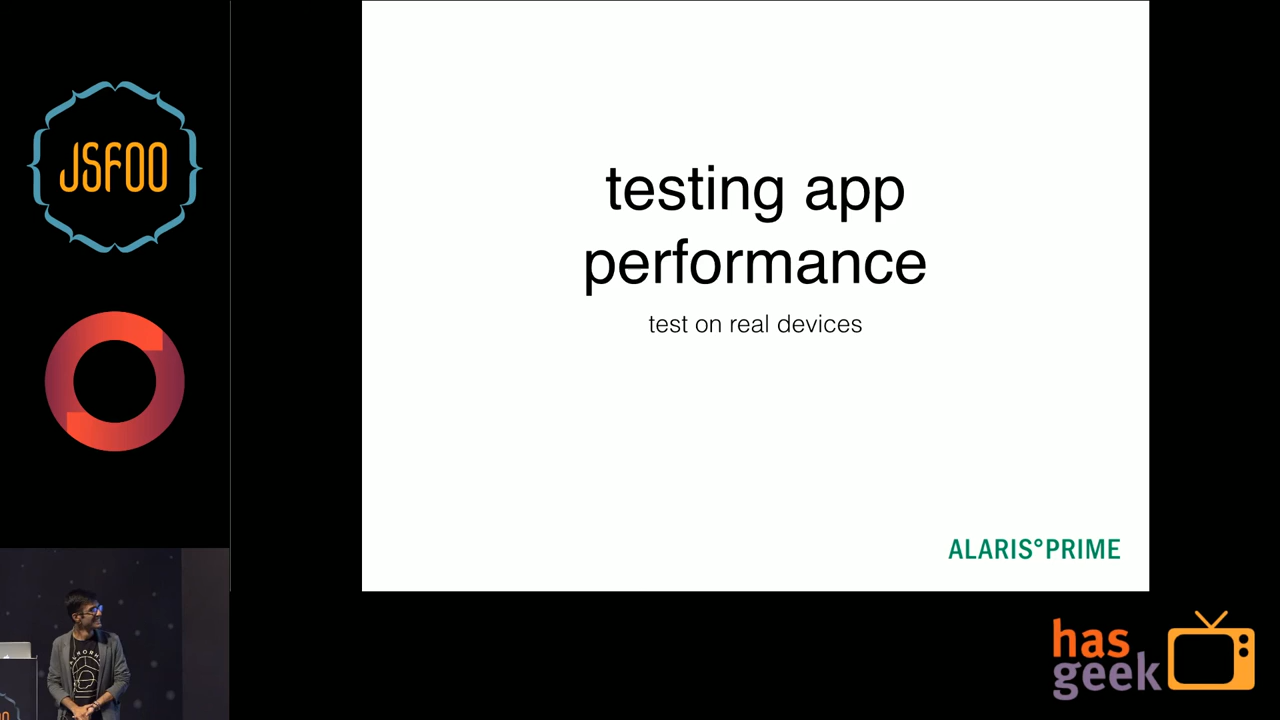 JSFOO
testing app
performance
test on real devices
ALARIS°PRIME
has
geek